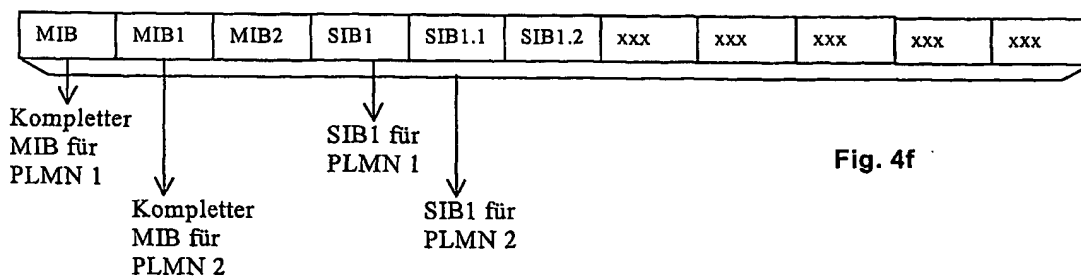 MIB MIB1 MIB2 SIB1 SIB1.1 SIB1.2 xxx xxx xxx xxx xxx
Kompletter
MIB für
PLMN 1
SIB1 für
PLMN 1
Fig. 4f
Kompletter
MIB für
PLMN 2
SIB1 für
PLMN 2